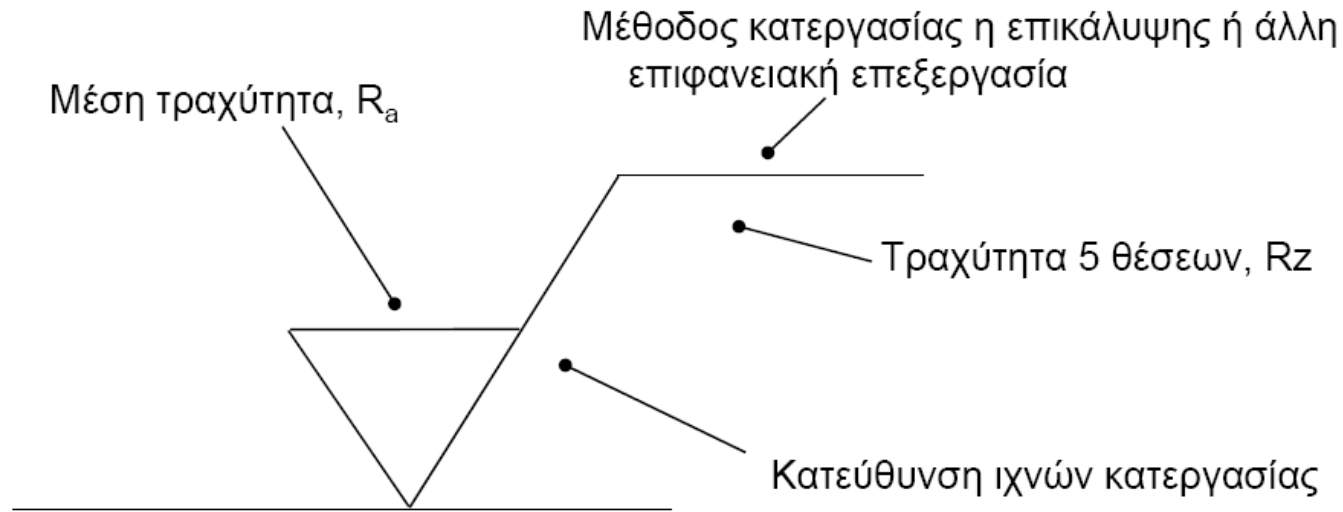 Μέθοδος κατεργασίας η επικάλυψης ή άλλη
επιφανειακή επεξεργασία
Μέση τραχύτητα, Rₐ
Τραχύτητα 5 θέσεων, Rz
Κατεύθυνση ιχνών κατεργασίας